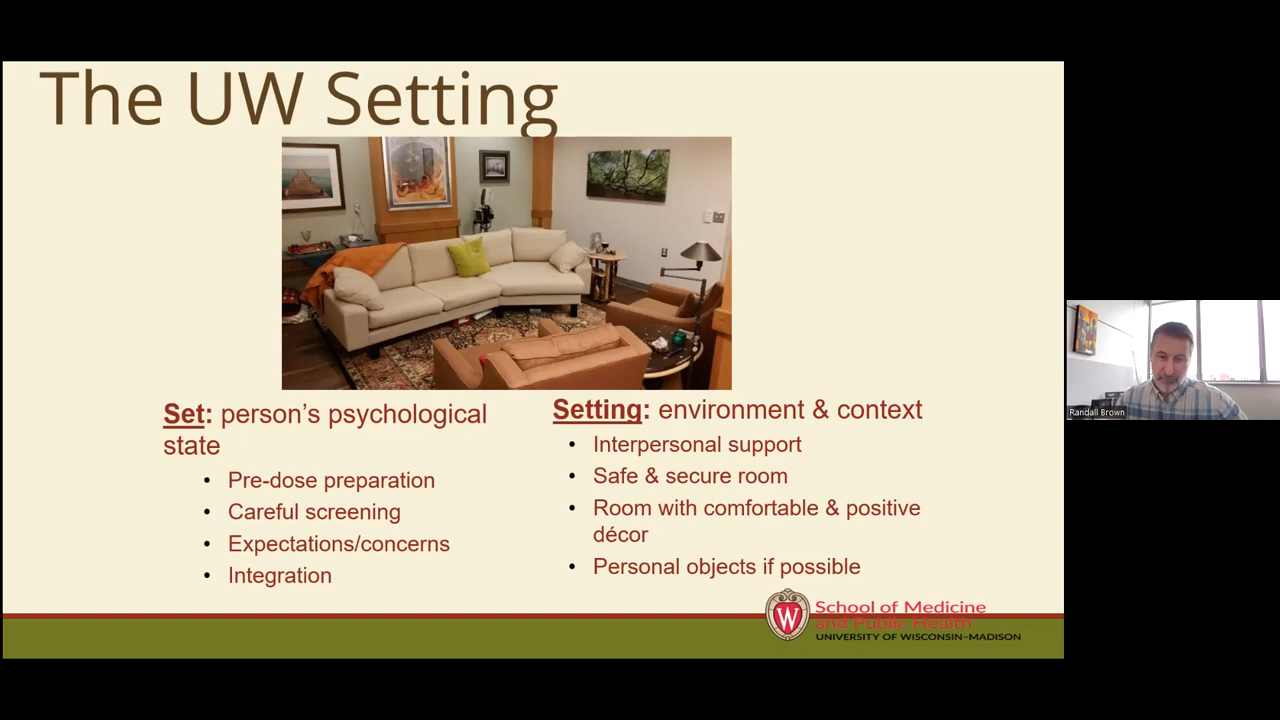 The UW Setting
Set: person's psychological
state
• Pre-dose preparation
• Careful screening
• Expectations/concerns
• Integration
Setting: environment & context
• Interpersonal support
• Safe & secure room
• Room with comfortable & positive
décor
• Personal objects if possible
W
School of Medicine
and Public Health
UNIVERSITY OF WISCONSIN–MADISON
Randall Brown